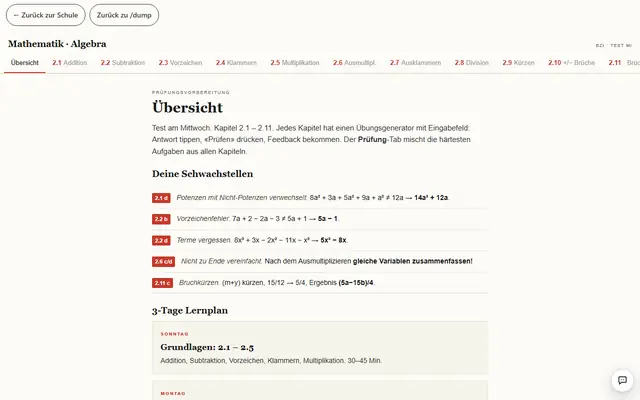 ← Zurück zur Schule
Zurück zu /dump
Mathematik · Algebra
BZI · TEST MI
Übersicht
2.1 Addition
2.2 Subtraktion
2.3 Vorzeichen
2.4 Klammern
2.5 Multiplikation
2.6 Ausmultipl.
2.7 Ausklammern
2.8 Division
2.9 Kürzen
2.10 +/− Brüche
2.11 Bruc
PRÜFUNGSVORBEREITUNG
Übersicht
Test am Mittwoch. Kapitel 2.1 – 2.11. Jedes Kapitel hat einen Übungsgenerator mit Eingabefeld:
Antwort tippen, «Prüfen» drücken, Feedback bekommen. Der Prüfung-Tab mischt die härtesten
Aufgaben aus allen Kapiteln.
Deine Schwachstellen
2.1 d Potenzen mit Nicht-Potenzen verwechselt. 8a² + 3a + 5a² + 9a + a² ≠ 12a → 14a² + 12a.
2.2 b Vorzeichenfehler. 7a + 2 − 2a − 3 ≠ 5a + 1 → 5a − 1.
2.2 d Terme vergessen. 8x² + 3x − 2x² − 11x − x² → 5x² − 8x.
2.6 c/d Nicht zu Ende vereinfacht. Nach dem Ausmultiplizieren gleiche Variablen zusammenfassen!
2.11 c Bruchkürzen. (m+y) kürzen, 15/12 → 5/4, Ergebnis (5a−15b)/4.
3-Tage Lernplan
SONNTAG
Grundlagen: 2.1 – 2.5
Addition, Subtraktion, Vorzeichen, Klammern, Multiplikation. 30–45 Min.
MONTAG